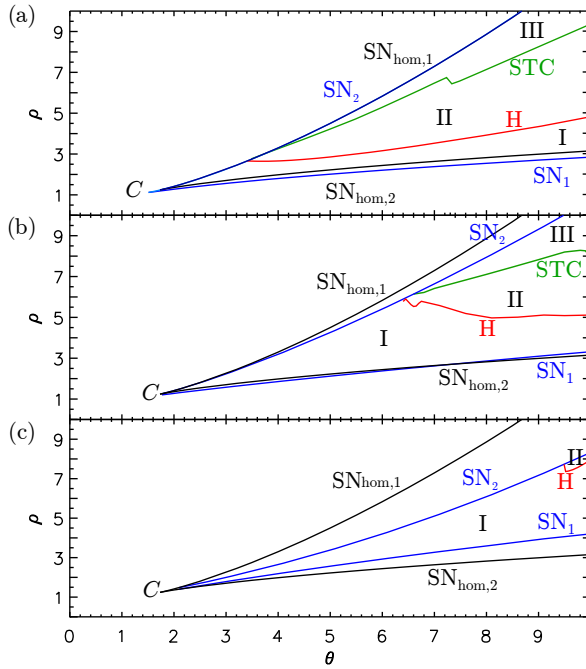 (a)
9
7
5
3
1
ρ
SN_hom,1
SN_2
III
STC
II
H
I
SN_1
C
SN_hom,2
(b)
9
7
5
3
1
ρ
SN_2
III
SN_hom,1
STC
II
H
I
SN_1
SN_hom,2
C
(c)
9
7
5
3
1
ρ
SN_hom,1
SN_2
II
H
I
SN_1
C
SN_hom,2
0 1 2 3 4 5 6 7 8 9
θ